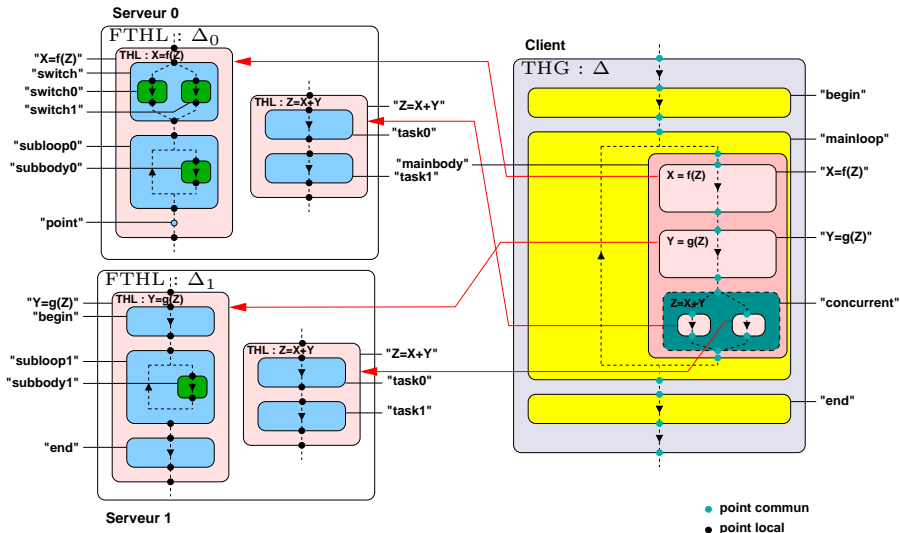 Serveur 0
FTHL : Δ0
"X=f(Z)"
THL : X=f(Z)
"switch"
"switch0"
"switch1"
"subloop0"
"subbody0"
"point"
THL : Z=X+Y
"Z=X+Y"
"task0"
"mainbody"
"task1"
FTHL : Δ1
"Y=g(Z)"
THL : Y=g(Z)
"begin"
"subloop1"
"subbody1"
"end"
THL : Z=X+Y
"Z=X+Y"
"task0"
"task1"
Serveur 1
Client
THG : Δ
"begin"
"mainloop"
X = f(Z)
"X=f(Z)"
Y = g(Z)
"Y=g(Z)"
Z=X+Y
"concurrent"
"end"
point commun
point local